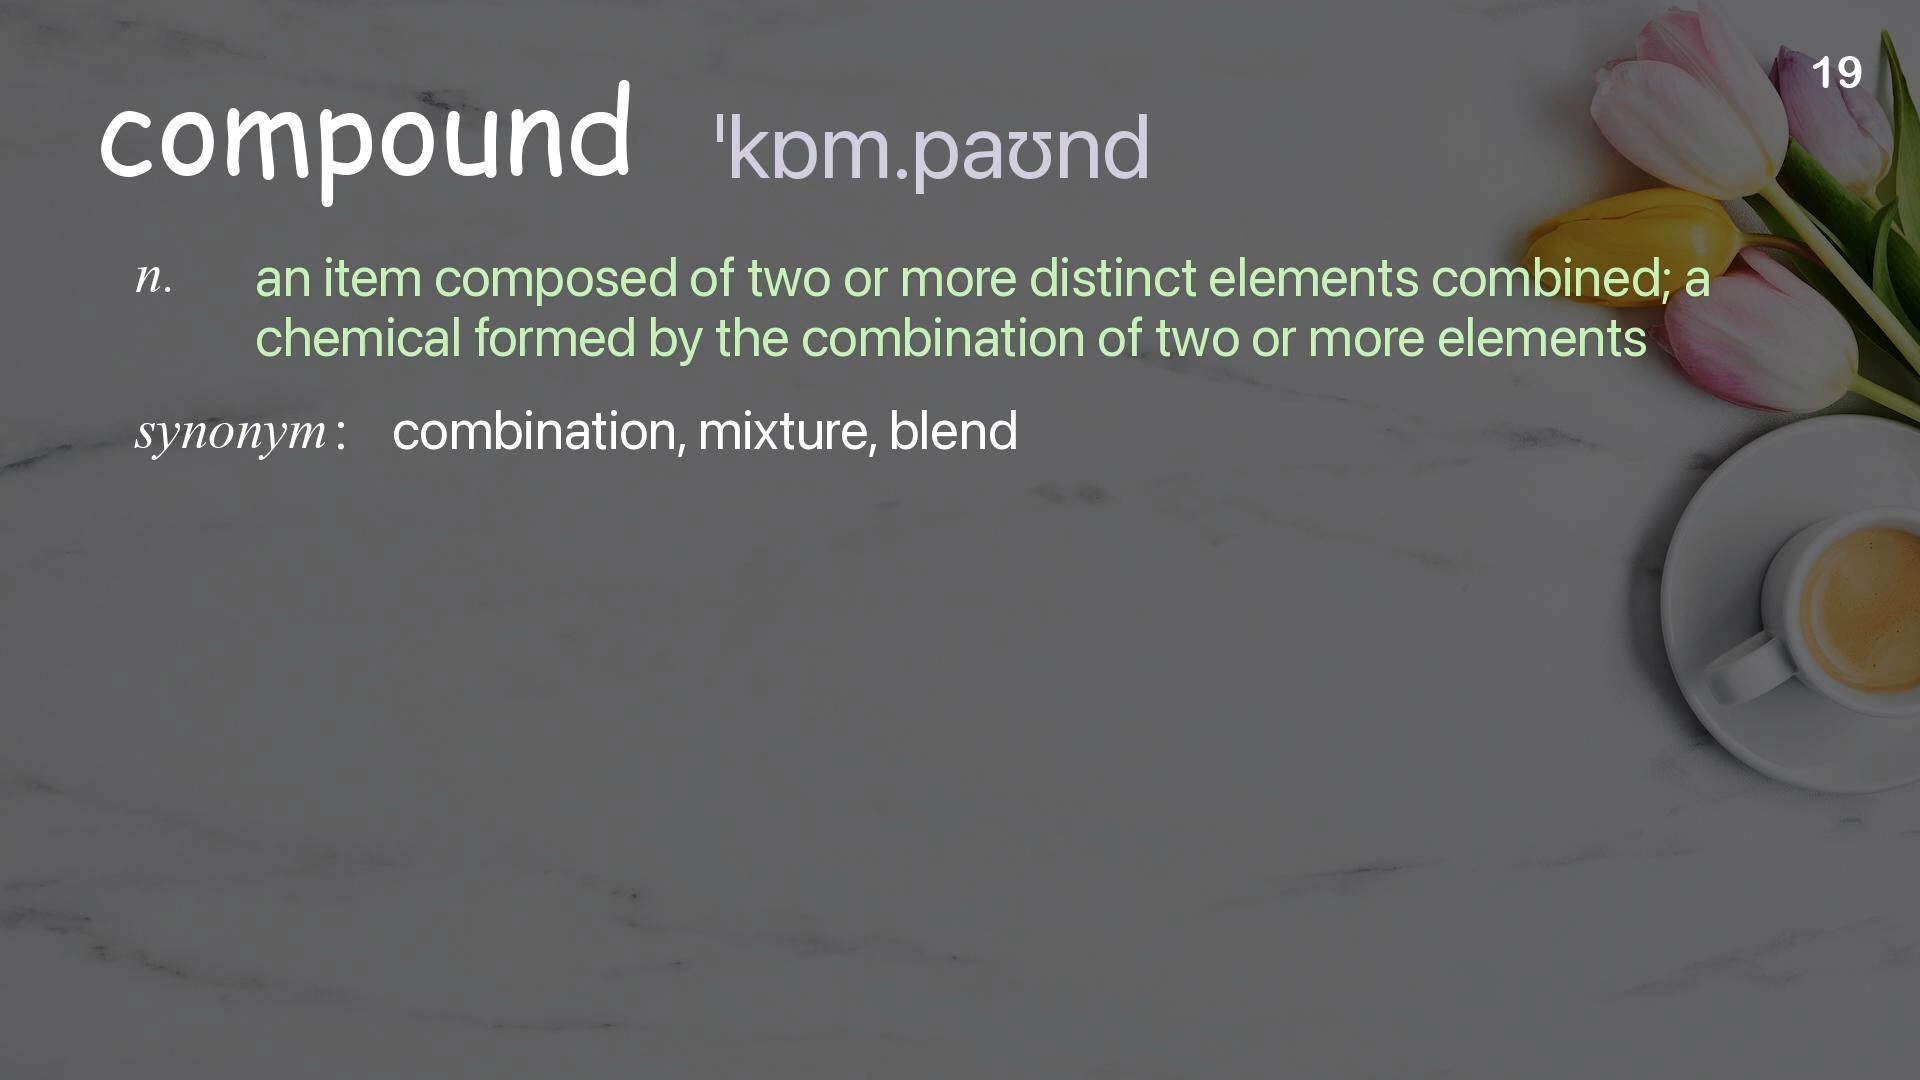 19
compound ˈkɒm.paʊnd
n. an item composed of two or more distinct elements combined; a
chemical formed by the combination of two or more elements
synonym: combination, mixture, blend